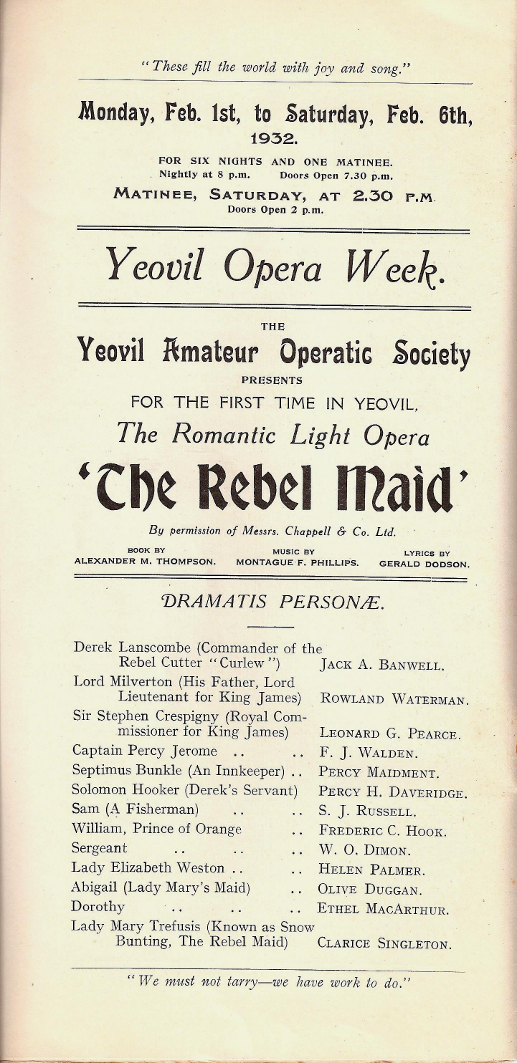 "These fill the world with joy and song."
Monday, Feb. 1st, to Saturday, Feb. 6th,
1932.
FOR SIX NIGHTS AND ONE MATINEE.
Nightly at 8 p.m. Doors Open 7.30 p.m.
MATINEE, SATURDAY, AT 2.30 P.M.
Doors Open 2 p.m.
Yeovil Opera Week.
THE
Yeovil Amateur Operatic Society
PRESENTS
FOR THE FIRST TIME IN YEOVIL,
The Romantic Light Opera
'The Rebel Maid'
By permission of Messrs. Chappell & Co. Ltd.
BOOK BY MUSIC BY LYRICS BY
ALEXANDER M. THOMPSON. MONTAGUE F. PHILLIPS. GERALD DODSON.
DRAMATIS PERSONÆ.
Derek Lanscombe (Commander of the
Rebel Cutter "Curlew") JACK A. BANWELL.
Lord Milverton (His Father, Lord
Lieutenant for King James) ROWLAND WATERMAN.
Sir Stephen Crespigny (Royal Com-
missioner for King James) LEONARD G. PEARCE.
Captain Percy Jerome .. .. F. J. WALDEN.
Septimus Bunkle (An Innkeeper) .. PERCY MAIDMENT.
Solomon Hooker (Derek's Servant) PERCY H. DAVERIDGE.
Sam (A Fisherman) .. .. S. J. RUSSELL.
William, Prince of Orange .. FREDERIC C. HOOK.
Sergeant .. .. .. W. O. DIMON.
Lady Elizabeth Weston .. .. HELEN PALMER.
Abigail (Lady Mary's Maid) .. OLIVE DUGGAN.
Dorothy .. .. .. ETHEL MACARTHUR.
Lady Mary Trefusis (Known as Snow
Bunting, The Rebel Maid) CLARICE SINGLETON.
"We must not tarry—we have work to do."